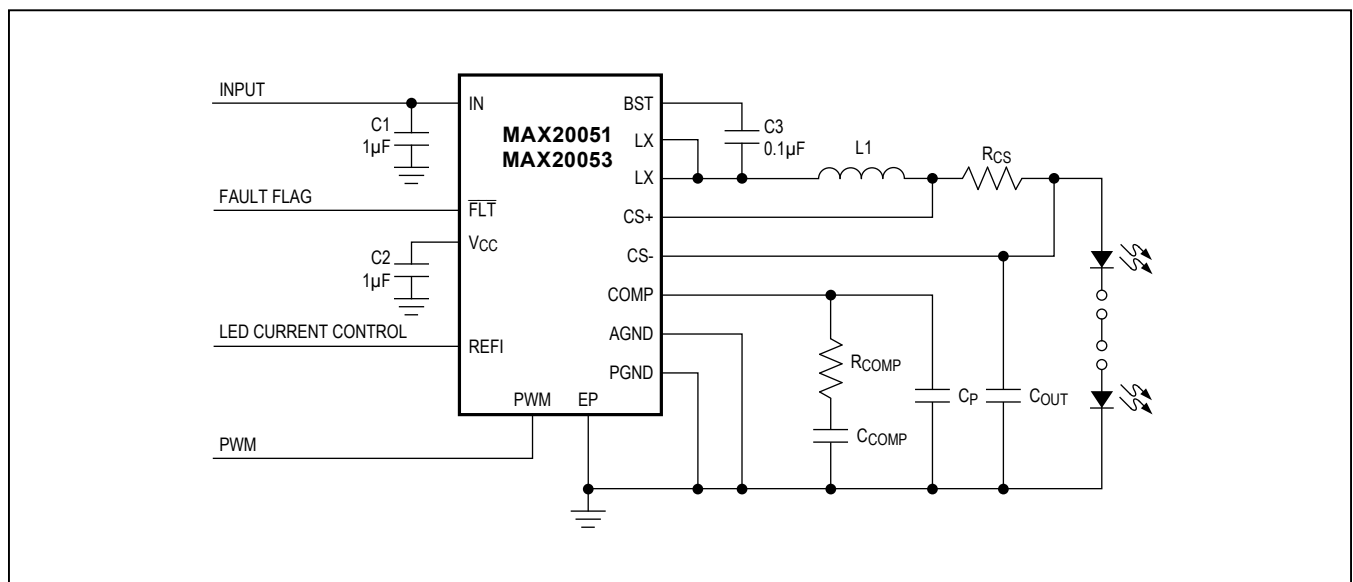 INPUT
C1
1µF
FAULT FLAG
C2
1µF
LED CURRENT CONTROL
PWM
IN
FLT
VCC
REFI
PWM
EP
MAX20051
MAX20053
BST
LX
LX
CS+
CS-
COMP
AGND
PGND
C3
0.1µF
L1
RCS
RCOMP
CCOMP
CP
COUT